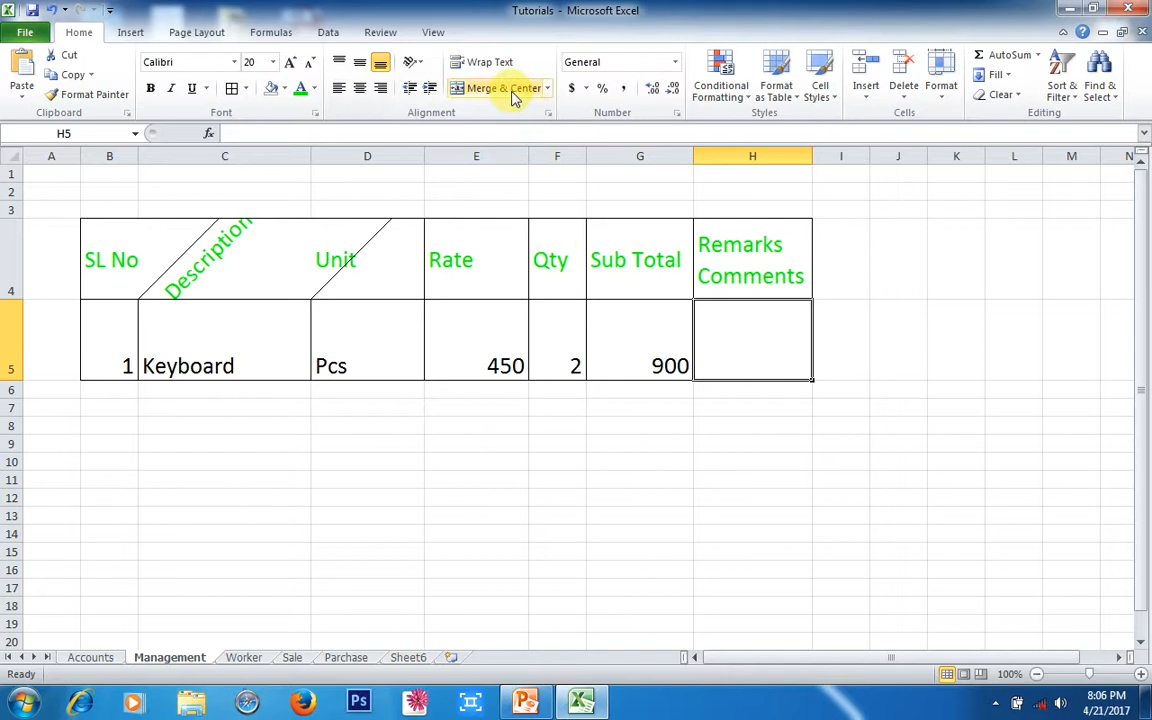 Tutorials - Microsoft Excel
File Home Insert Page Layout Formulas Data Review View
Paste
Cut
Copy
Format Painter
Clipboard
Calibri 20
B I U
Font
Wrap Text
Merge & Center
Alignment
General
$ % ,
Number
Conditional Formatting
Format as Table
Cell Styles
Styles
Insert
Delete
Format
Cells
AutoSum
Fill
Clear
Sort & Filter
Find & Select
Editing
H5 fx
A B C D E F G H I J K L M N
1
2
3
4 SL No Description Unit Rate Qty Sub Total Remarks Comments
5 1 Keyboard Pcs 450 2 900
6
7
8
9
10
11
12
13
14
15
16
17
18
19
20
Accounts Management Worker Sale Parchase Sheet6
Ready 100%
Ps
8:06 PM
4/21/2017